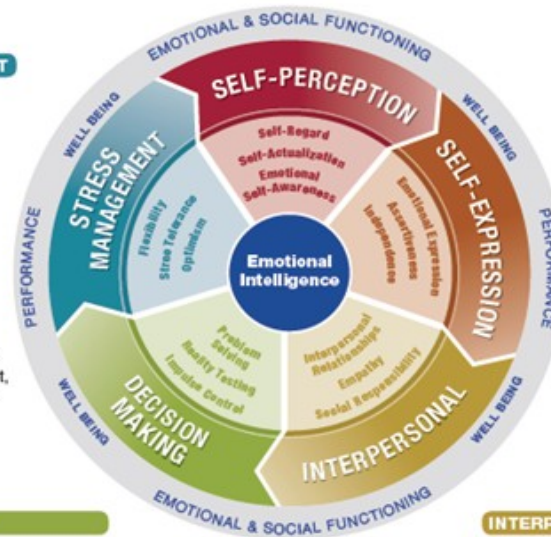 EMOTIONAL & SOCIAL FUNCTIONING
T
WELL BEING
WELL BEING
SELF-PERCEPTION
Self-Regard
Self-Actualization
Emotional
Self-Awareness
STRESS
MANAGEMENT
Flexibility
Stree Tolerance
Optimism
SELF-EXPRESSION
Emotional Expression
Assertiveness
Independence
PERFORMANCE
PERFORMANCE
Emotional
Intelligence
t,
DECISION
MAKING
Problem
Solving
Reality Testing
Impulse Control
INTERPERSONAL
Interpersonal
Relationships
Empathy
Social Responsibility
WELL BEING
WELL BEING
EMOTIONAL & SOCIAL FUNCTIONING
INTERP